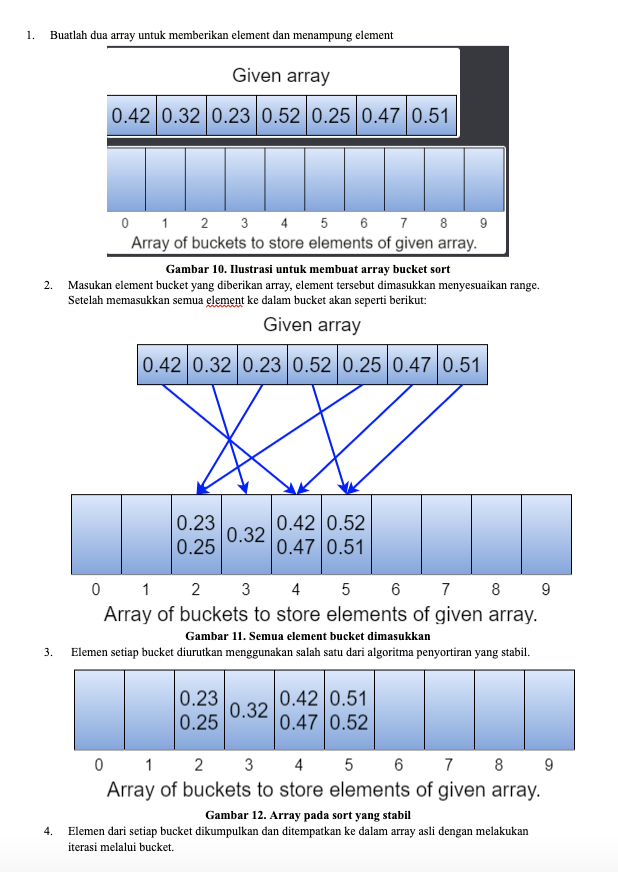 1. Buatlah dua array untuk memberikan element dan menampung element
Given array
0.42 0.32 0.23 0.52 0.25 0.47 0.51
0 1 2 3 4 5 6 7 8 9
Array of buckets to store elements of given array.
Gambar 10. Ilustrasi untuk membuat array bucket sort
2. Masukan element bucket yang diberikan array, element tersebut dimasukkan menyesuaikan range.
Setelah memasukkan semua element ke dalam bucket akan seperti berikut:
Given array
0.42 0.32 0.23 0.52 0.25 0.47 0.51
0.23 0.42 0.52
0.32
0.25 0.47 0.51
0 1 2 3 4 5 6 7 8 9
Array of buckets to store elements of given array.
Gambar 11. Semua element bucket dimasukkan
3. Elemen setiap bucket diurutkan menggunakan salah satu dari algoritma penyortiran yang stabil.
0.23 0.42 0.51
0.32
0.25 0.47 0.52
0 1 2 3 4 5 6 7 8 9
Array of buckets to store elements of given array.
Gambar 12. Array pada sort yang stabil
4. Elemen dari setiap bucket dikumpulkan dan ditempatkan ke dalam array asli dengan melakukan
iterasi melalui bucket.